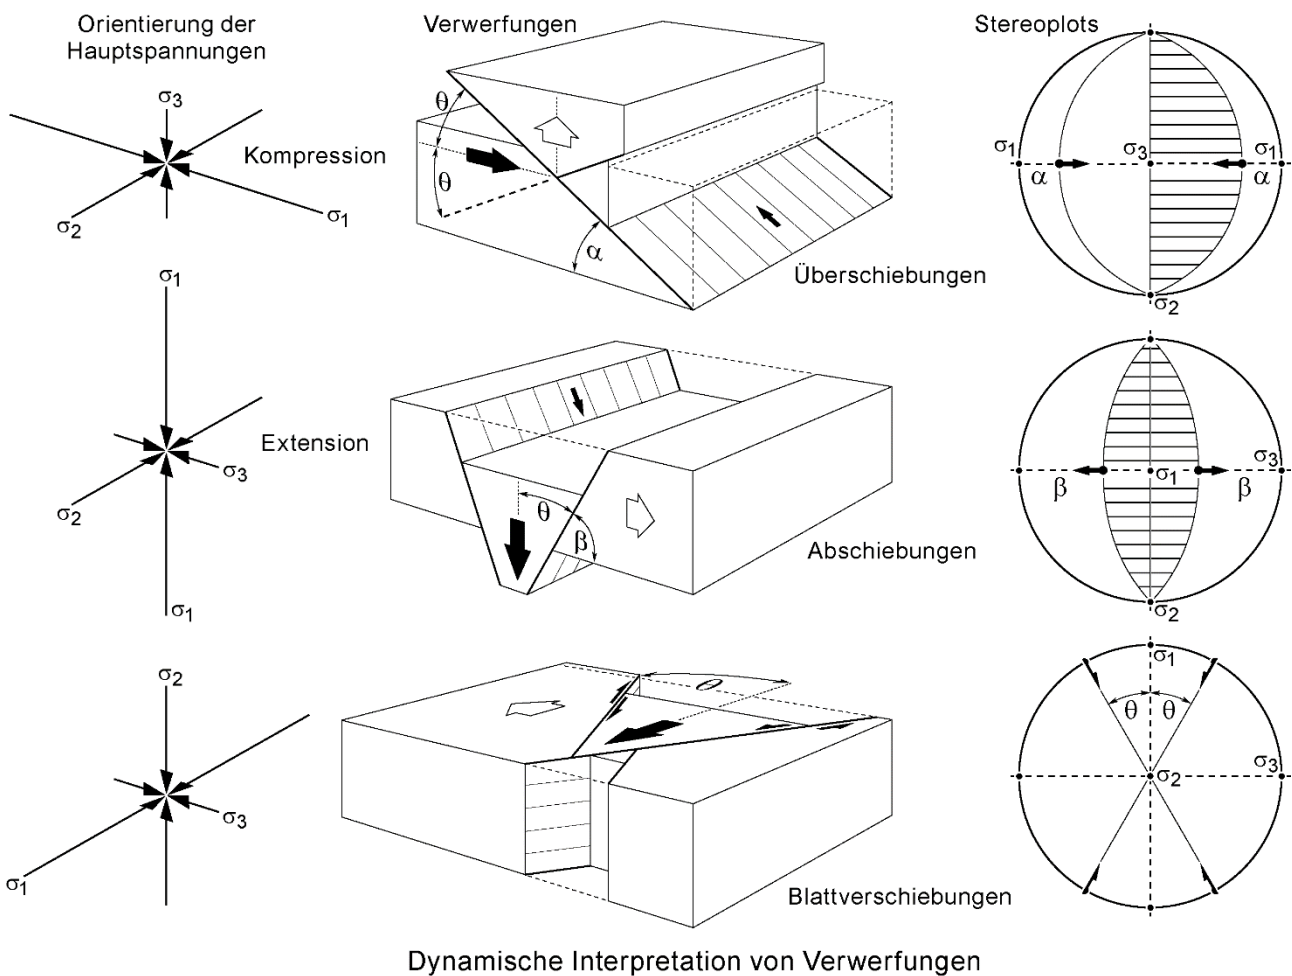 Orientierung der
Hauptspannungen
Verwerfungen
Stereoplots
σ3
Kompression
σ2
σ1
θ
θ
α
Überschiebungen
σ1
σ3
σ1
α
α
σ2
σ1
Extension
σ3
σ2
σ1
θ
β
Abschiebungen
σ3
σ1
β
β
σ2
σ2
σ3
σ1
θ
Blattverschiebungen
σ1
θ
θ
σ3
σ2
Dynamische Interpretation von Verwerfungen